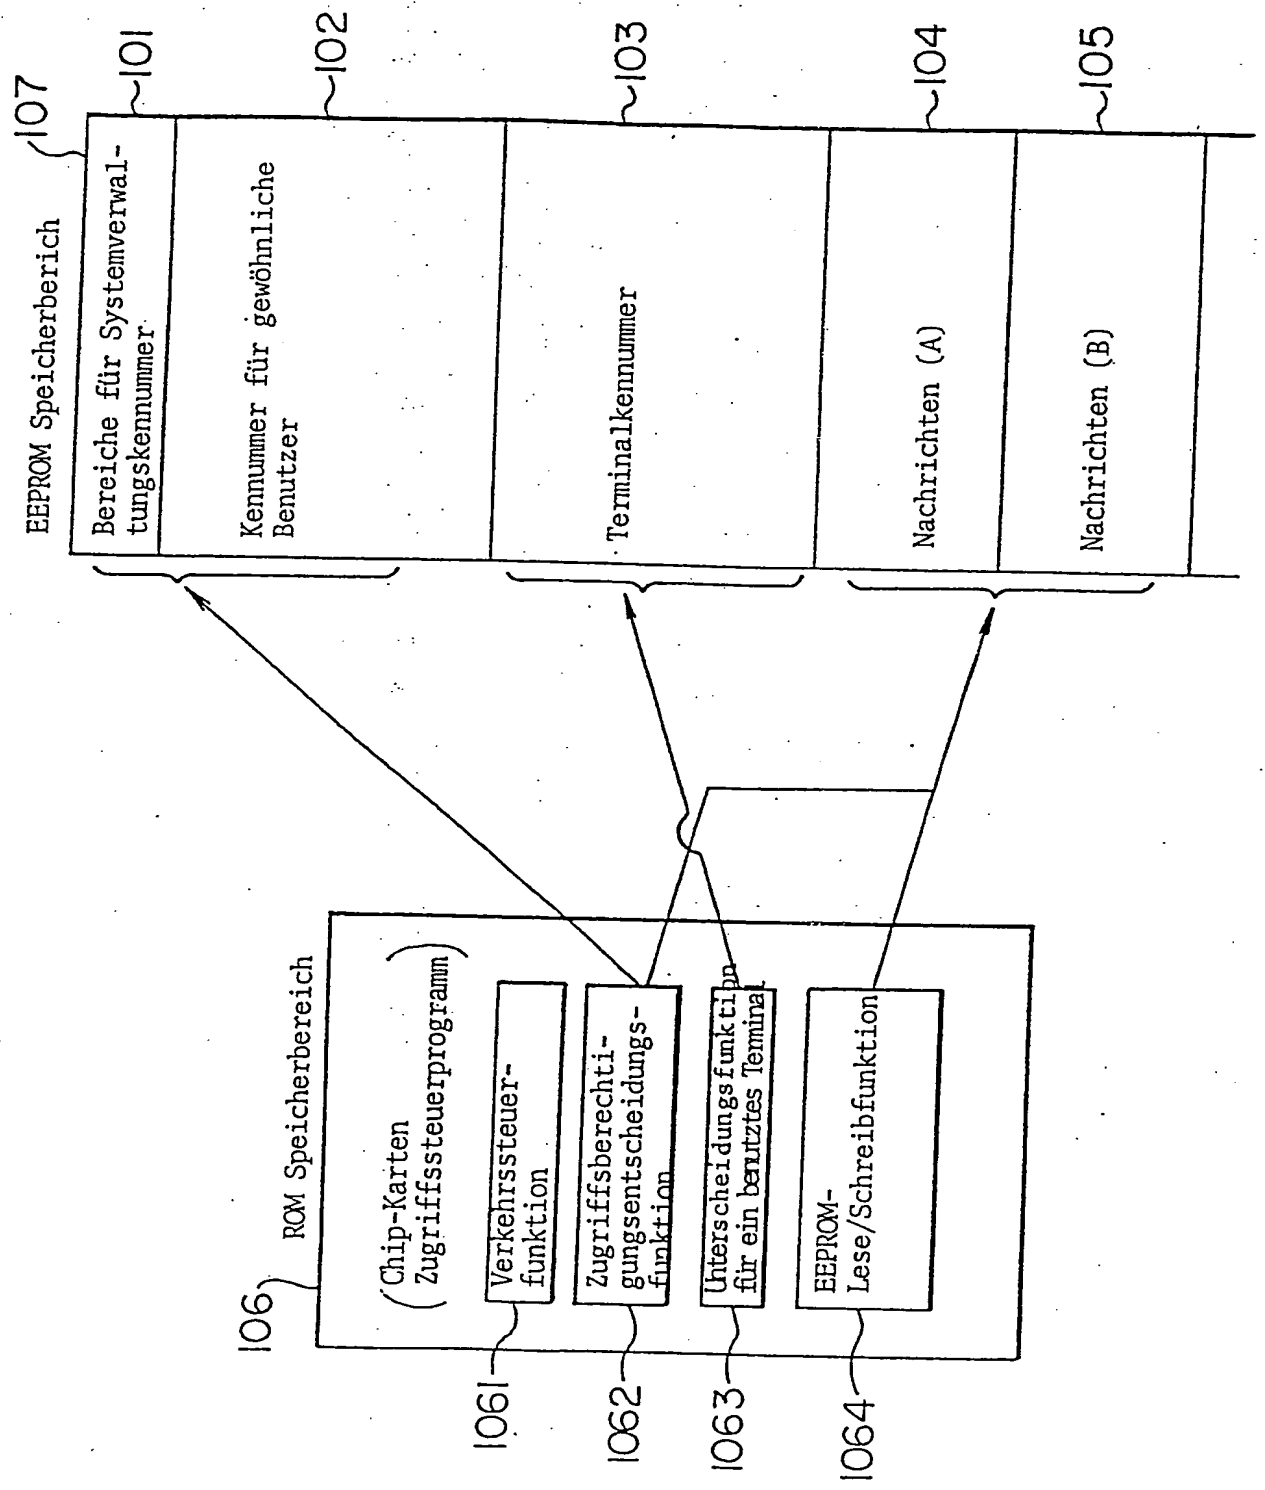 107
EEPROM Speicherberich
Bereiche für Systemverwal-
tungskennummer
101
Kennummer für gewöhnliche
Benutzer
102
Terminalkennummer
103
Nachrichten (A)
104
Nachrichten (B)
105
106
ROM Speicherbereich
(Chip-Karten
Zugriffssteuerprogramm)
1061
Verkehrssteuer-
funktion
1062
Zugriffsberechti-
gungsentscheidungs-
funktion
1063
Unterscheidungsfunktion
für ein benutztes Terminal
1064
EEPROM-
Lese/Schreibfunktion